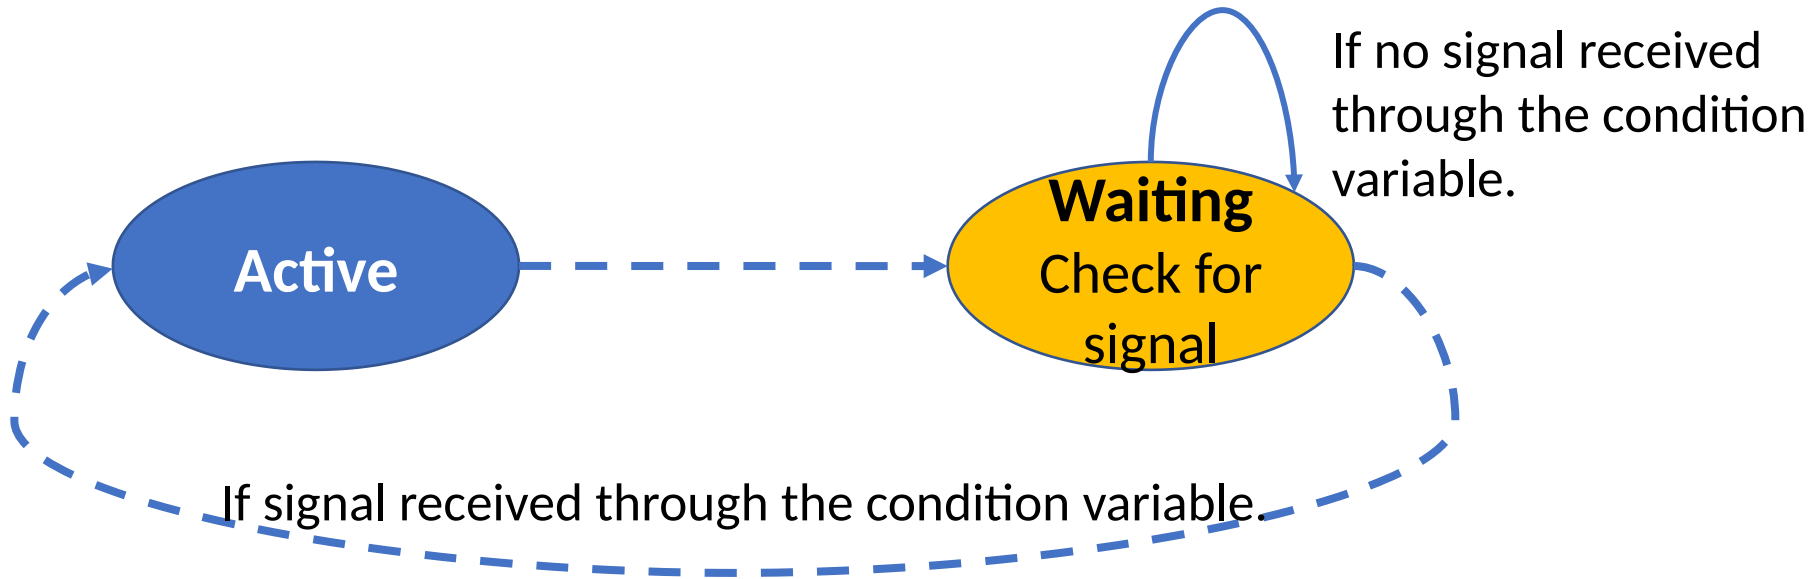 If no signal received
through the condition
variable.
Active
Waiting
Check for
signal
If signal received through the condition variable.